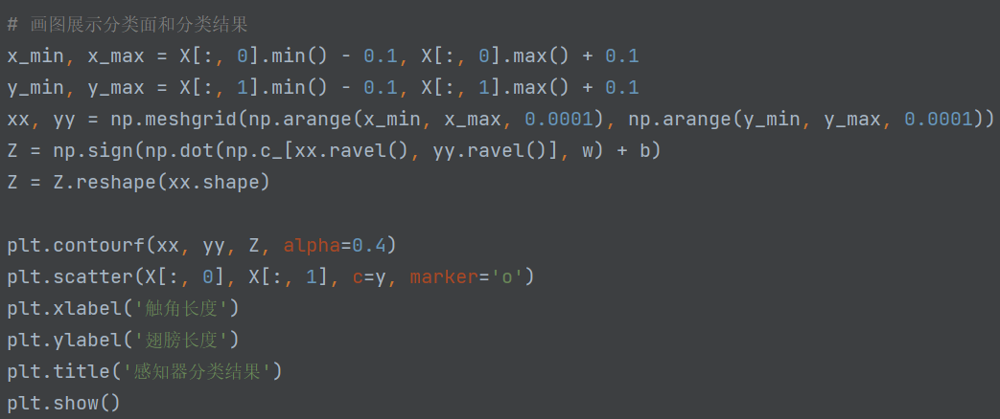 # 画图展示分类面和分类结果
x_min, x_max = X[:, 0].min() - 0.1, X[:, 0].max() + 0.1
y_min, y_max = X[:, 1].min() - 0.1, X[:, 1].max() + 0.1
xx, yy = np.meshgrid(np.arange(x_min, x_max, 0.0001), np.arange(y_min, y_max, 0.0001))
Z = np.sign(np.dot(np.c_[xx.ravel(), yy.ravel()], w) + b)
Z = Z.reshape(xx.shape)

plt.contourf(xx, yy, Z, alpha=0.4)
plt.scatter(X[:, 0], X[:, 1], c=y, marker='o')
plt.xlabel('触角长度')
plt.ylabel('翅膀长度')
plt.title('感知器分类结果')
plt.show()